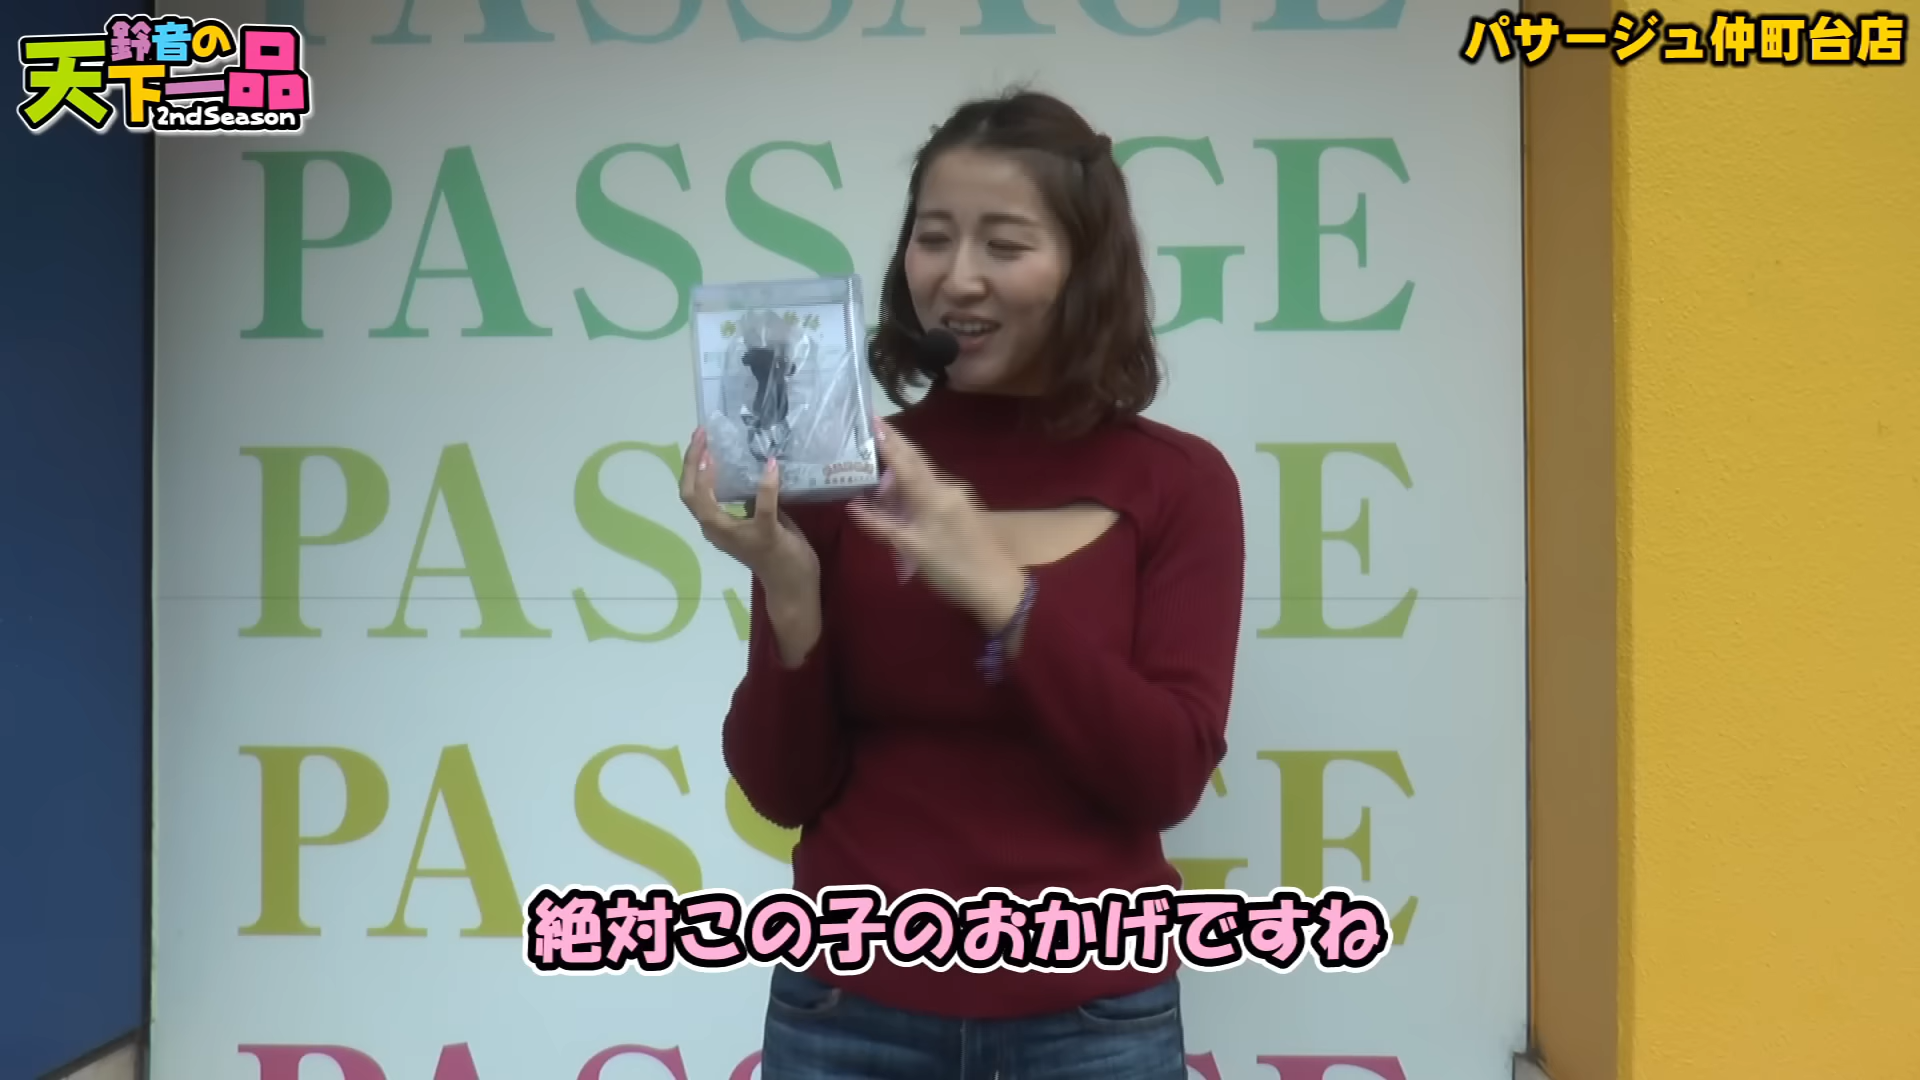 鈴音の
天下一品
2ndSeason
パサージュ仲町台店
PASSAGE
PASSAGE
PASSAGE
PASSAGE
絶対この子のおかげですね